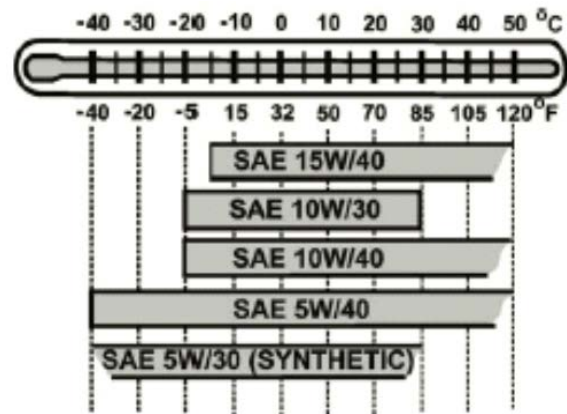 -40 -30 -20 -10 0 10 20 30 40 50 °C
-40 -20 -5 15 32 50 70 85 105 120 °F
SAE 15W/40
SAE 10W/30
SAE 10W/40
SAE 5W/40
SAE 5W/30 (SYNTHETIC)